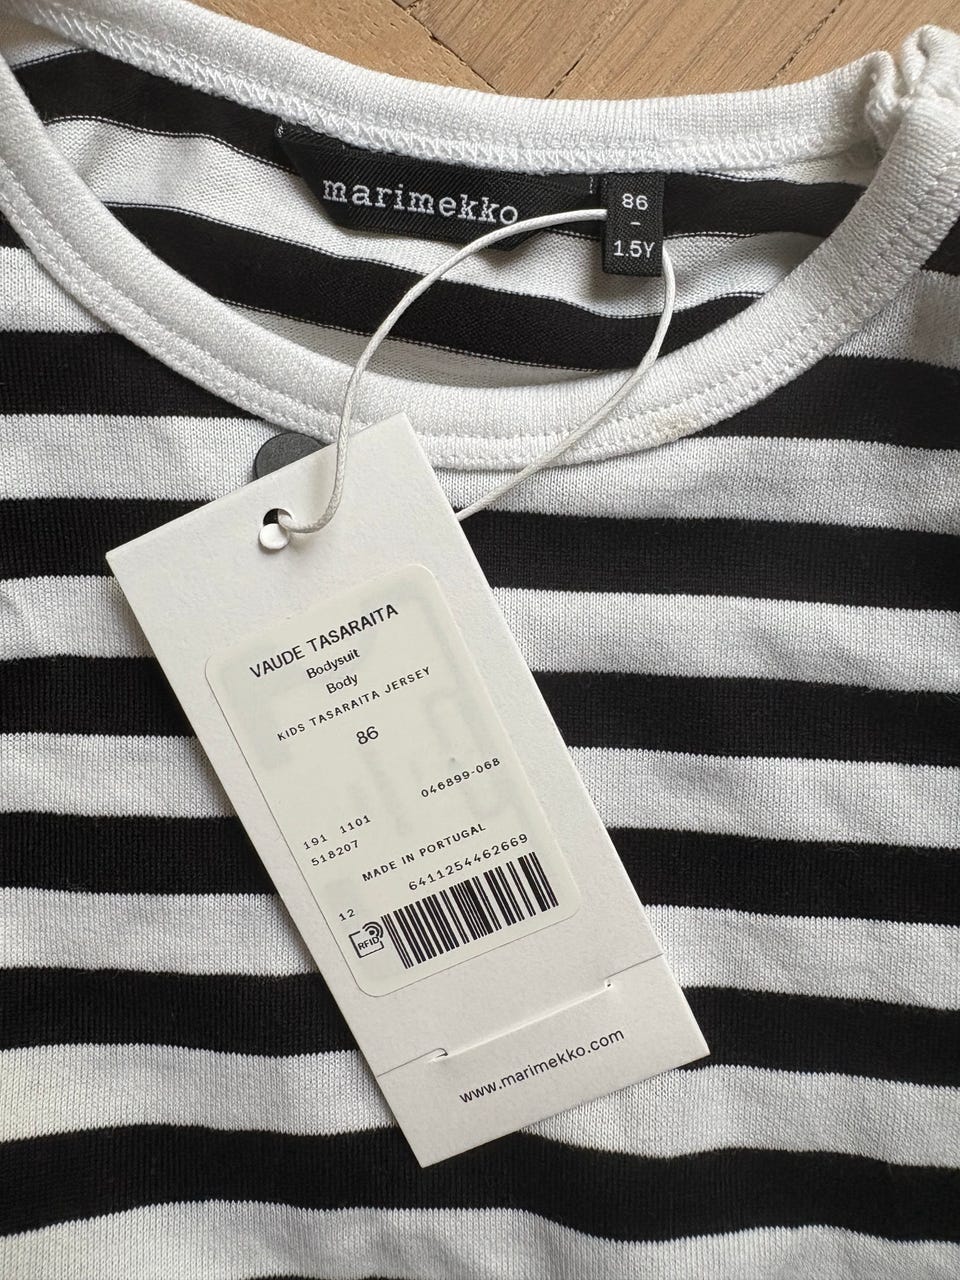 marimekko
86
-
1.5Y
VAUDE TASARAITA
Bodysuit
Body
KIDS TASARAITA JERSEY
86
046899-068
191 1101
518207
MADE IN PORTUGAL
6411254462669
12
RFID
www.marimekko.com